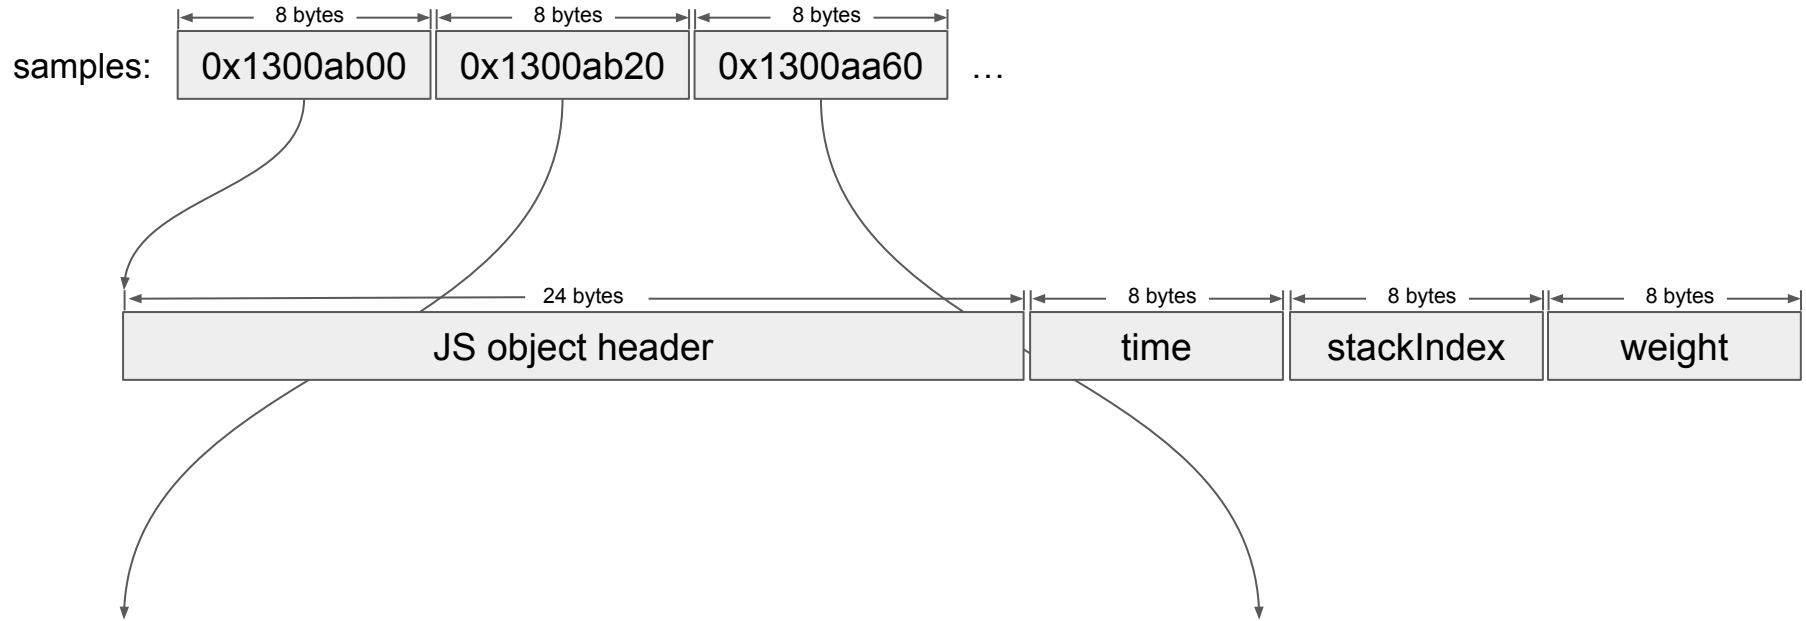 8 bytes 8 bytes 8 bytes
samples: 0x1300ab00 0x1300ab20 0x1300aa60 …
24 bytes 8 bytes 8 bytes 8 bytes
JS object header time stackIndex weight